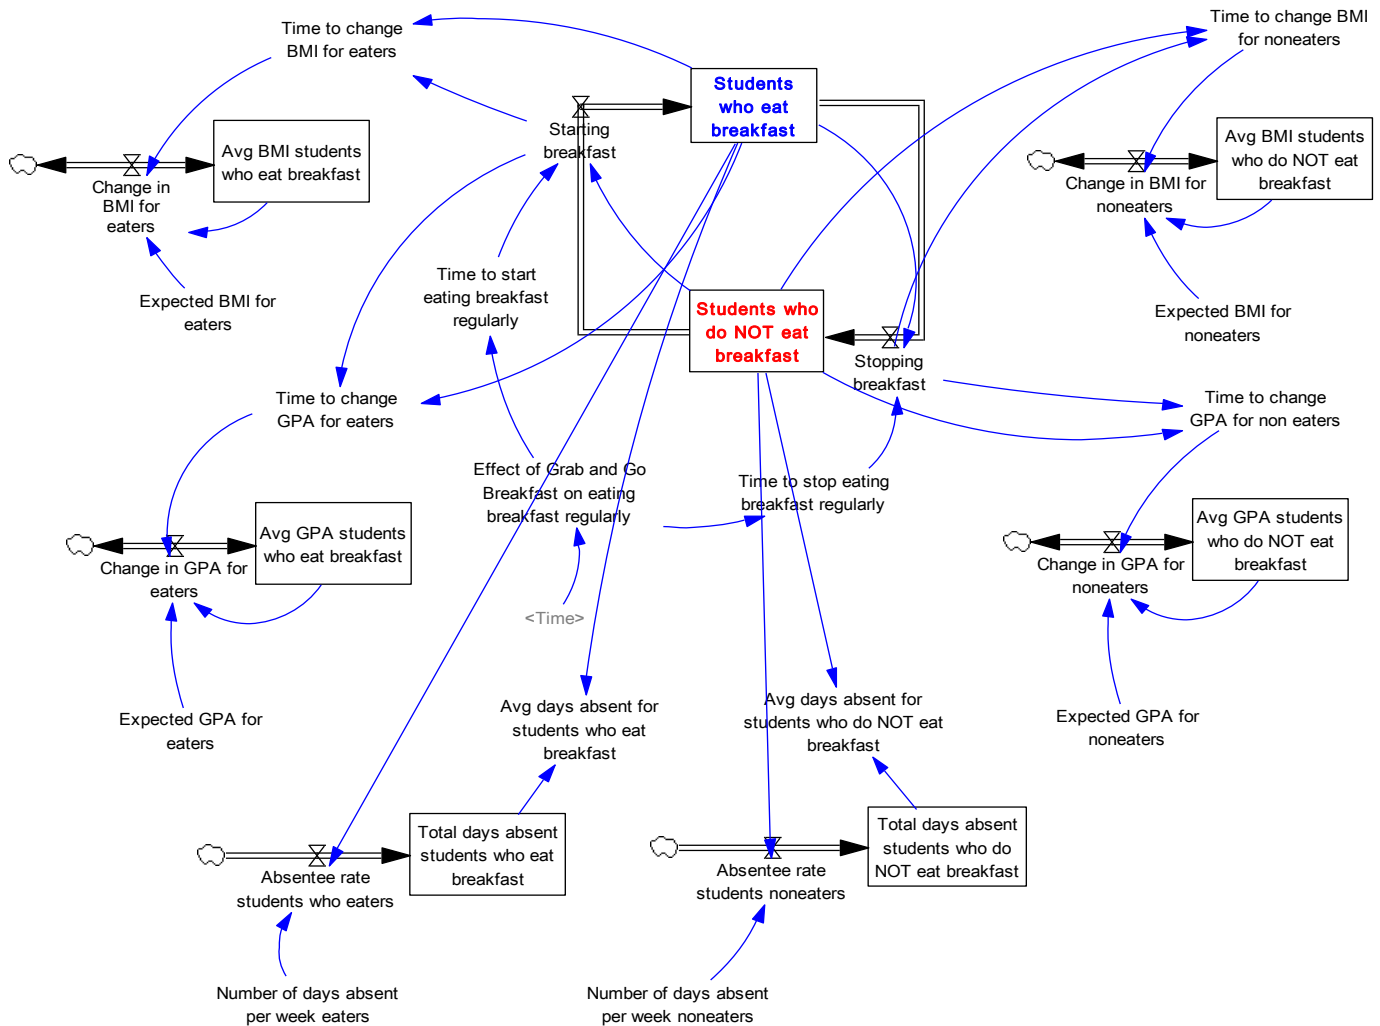 Time to change
BMI for eaters
Time to change BMI
for noneaters
Students
who eat
breakfast
Starting
breakfast
Avg BMI students
who eat breakfast
Change in
BMI for
eaters
Avg BMI students
who do NOT eat
breakfast
Change in BMI for
noneaters
Expected BMI for
eaters
Time to start
eating breakfast
regularly
Students who
do NOT eat
breakfast
Expected BMI for
noneaters
Stopping
breakfast
Time to change
GPA for eaters
Time to change
GPA for non eaters
Effect of Grab and Go
Breakfast on eating
breakfast regularly
Time to stop eating
breakfast regularly
Avg GPA students
who eat breakfast
Change in GPA for
eaters
Avg GPA students
who do NOT eat
breakfast
Change in GPA for
noneaters
<Time>
Expected GPA for
eaters
Avg days absent for
students who eat
breakfast
Avg days absent for
students who do NOT eat
breakfast
Expected GPA for
noneaters
Total days absent
students who eat
breakfast
Absentee rate
students who eaters
Total days absent
students who do
NOT eat breakfast
Absentee rate
students noneaters
Number of days absent
per week eaters
Number of days absent
per week noneaters